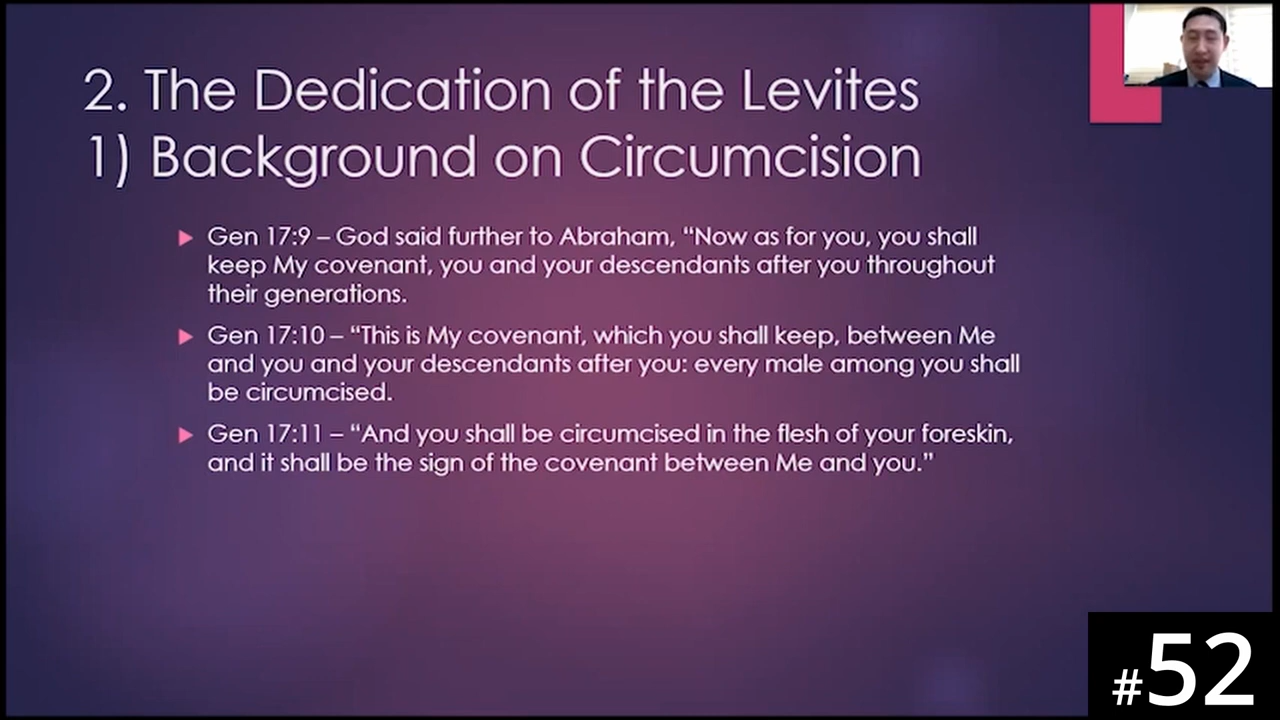 2. The Dedication of the Levites
1) Background on Circumcision
Gen 17:9 – God said further to Abraham, “Now as for you, you shall
keep My covenant, you and your descendants after you throughout
their generations.
Gen 17:10 – “This is My covenant, which you shall keep, between Me
and you and your descendants after you: every male among you shall
be circumcised.
Gen 17:11 – “And you shall be circumcised in the flesh of your foreskin,
and it shall be the sign of the covenant between Me and you.”
#52